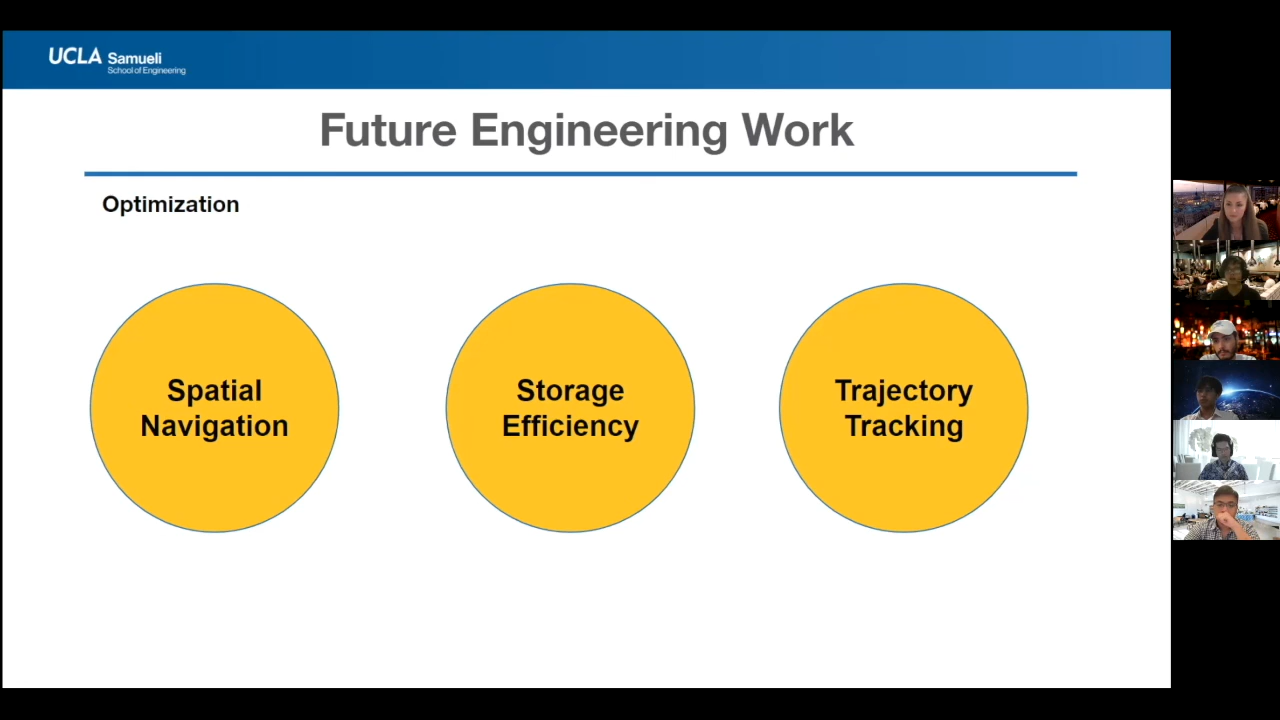 UCLA Samueli
School of Engineering
Future Engineering Work
Optimization
Spatial
Navigation
Storage
Efficiency
Trajectory
Tracking